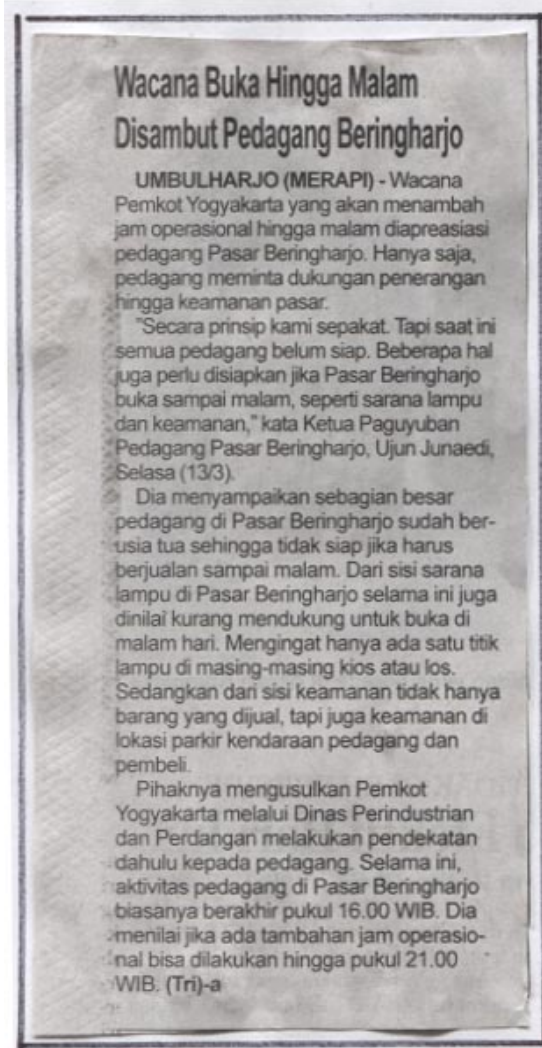 Wacana Buka Hingga Malam
Disambut Pedagang Beringharjo
UMBULHARJO (MERAPI) - Wacana
Pemkot Yogyakarta yang akan menambah
jam operasional hingga malam diapreasiasi
pedagang Pasar Beringharjo. Hanya saja,
pedagang meminta dukungan penerangan
hingga keamanan pasar.
"Secara prinsip kami sepakat. Tapi saat ini
semua pedagang belum siap. Beberapa hal
juga perlu disiapkan jika Pasar Beringharjo
buka sampai malam, seperti sarana lampu
dan keamanan," kata Ketua Paguyuban
Pedagang Pasar Beringharjo, Ujun Junaedi,
Selasa (13/3).
Dia menyampaikan sebagian besar
pedagang di Pasar Beringharjo sudah ber-
usia tua sehingga tidak siap jika harus
berjualan sampai malam. Dari sisi sarana
lampu di Pasar Beringharjo selama ini juga
dinilai kurang mendukung untuk buka di
malam hari. Mengingat hanya ada satu titik
lampu di masing-masing kios atau los.
Sedangkan dari sisi keamanan tidak hanya
barang yang dijual, tapi juga keamanan di
lokasi parkir kendaraan pedagang dan
pembeli.
Pihaknya mengusulkan Pemkot
Yogyakarta melalui Dinas Perindustrian
dan Perdangan melakukan pendekatan
dahulu kepada pedagang. Selama ini,
aktivitas pedagang di Pasar Beringharjo
biasanya berakhir pukul 16.00 WIB. Dia
menilai jika ada tambahan jam operasio-
nal bisa dilakukan hingga pukul 21.00
WIB. (Tri)-a